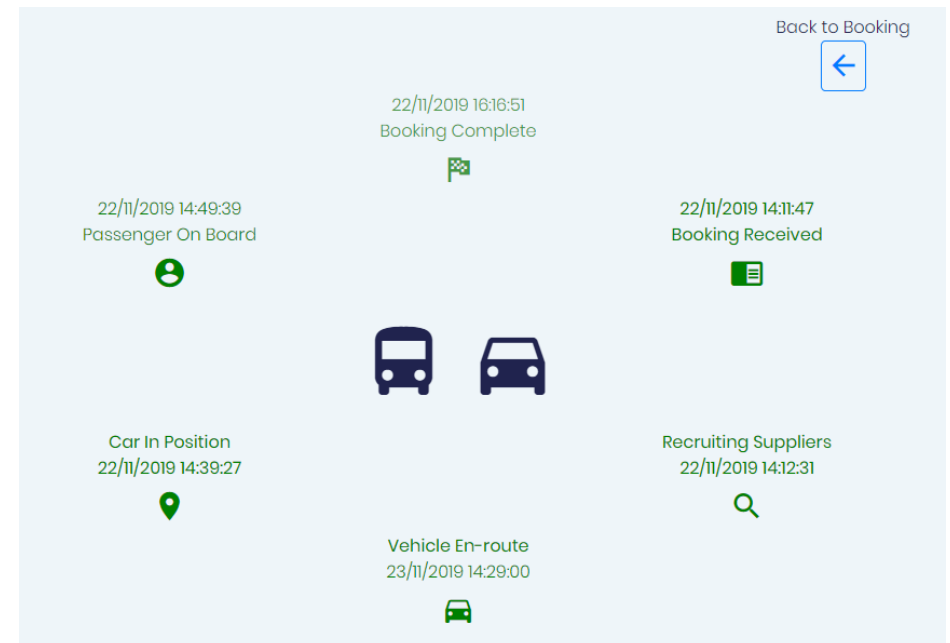 Back to Booking
22/11/2019 16:16:51
Booking Complete
22/11/2019 14:49:39
Passenger On Board
22/11/2019 14:11:47
Booking Received
Car In Position
22/11/2019 14:39:27
Recruiting Suppliers
22/11/2019 14:12:31
Vehicle En-route
23/11/2019 14:29:00